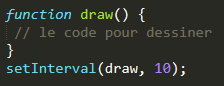 function draw() {
// le code pour dessiner
}
setInterval(draw, 10);